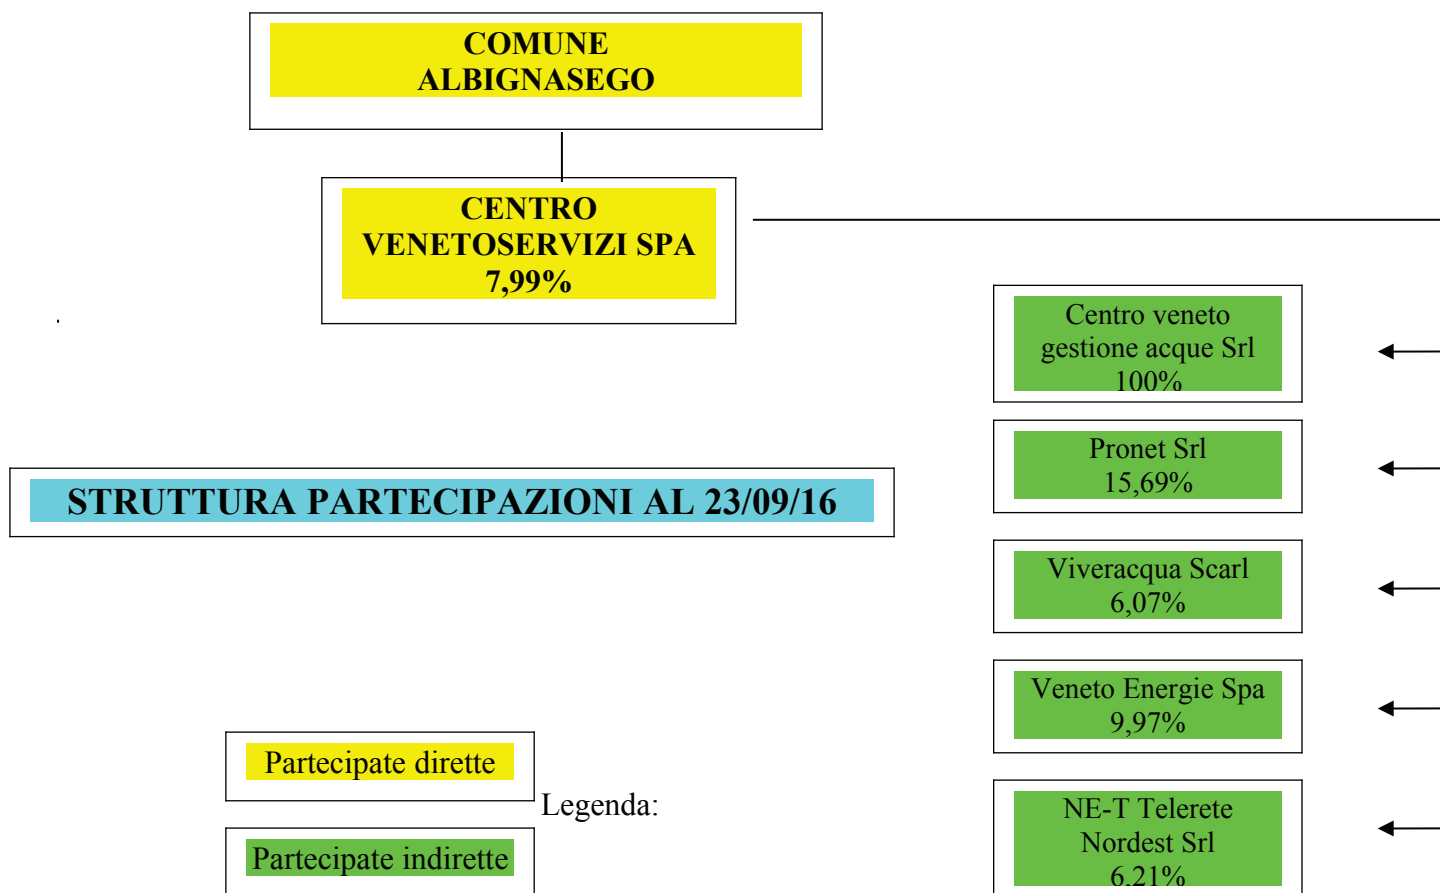 COMUNE
ALBIGNASEGO
CENTRO
VENETOSERVIZI SPA
7,99%
Centro veneto
gestione acque Srl
100%
Pronet Srl
15,69%
STRUTTURA PARTECIPAZIONI AL 23/09/16
Viveracqua Scarl
6,07%
Veneto Energie Spa
9,97%
Partecipate dirette
Legenda:
NE-T Telerete
Nordest Srl
6,21%
Partecipate indirette